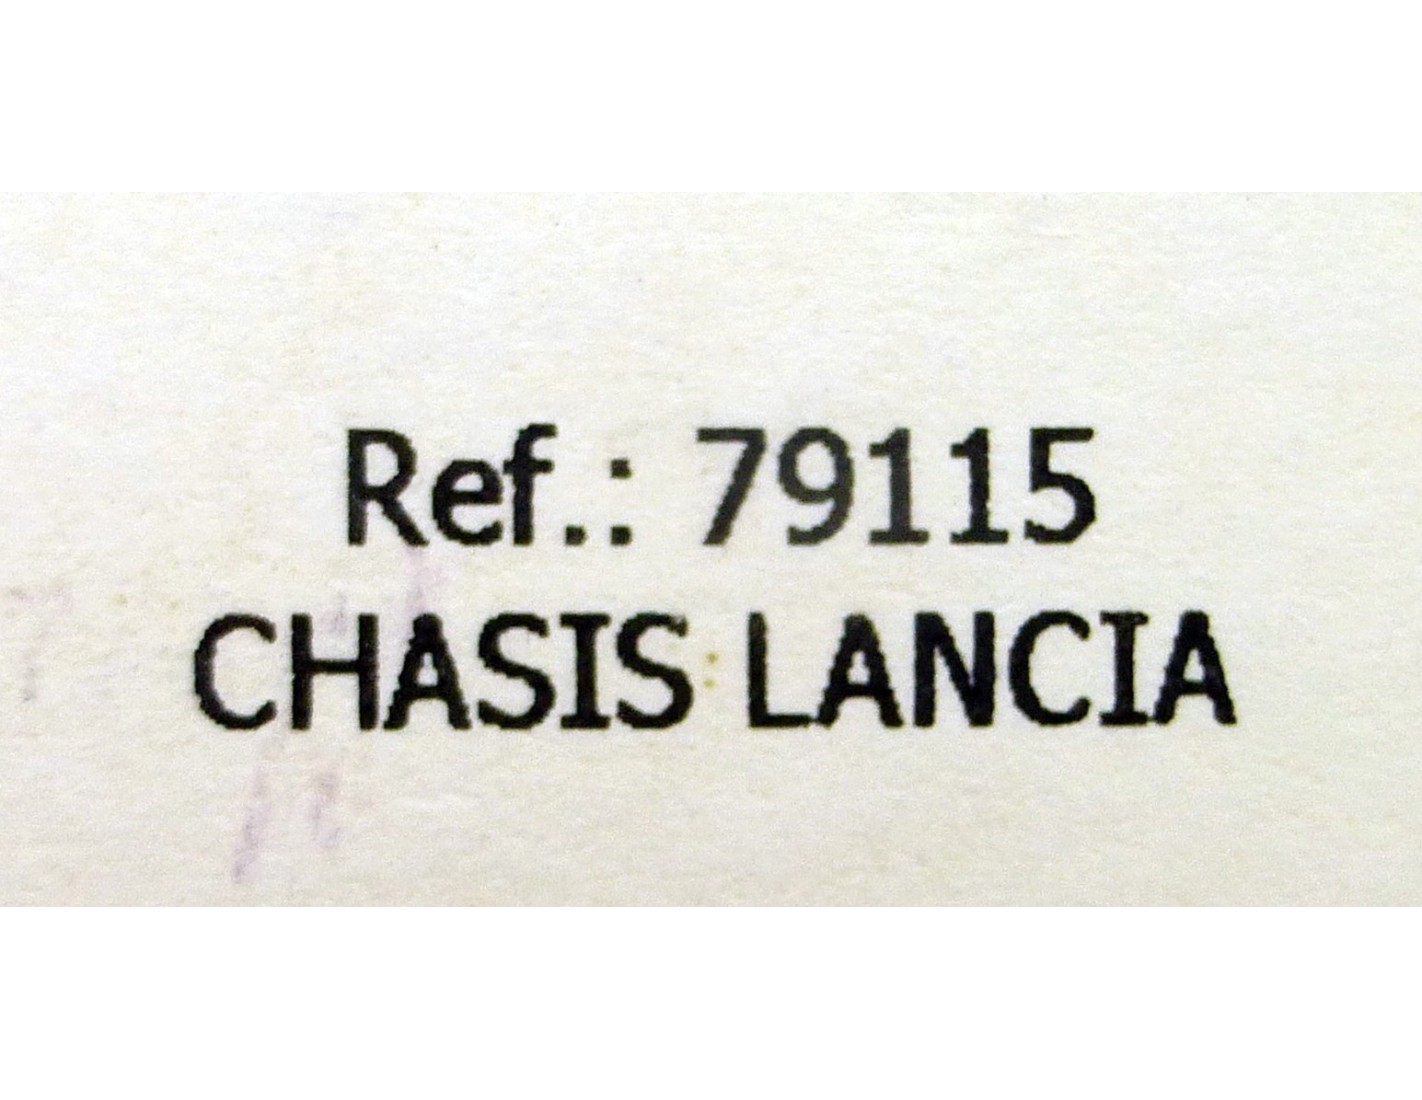 Ref.: 79115
CHASIS LANCIA